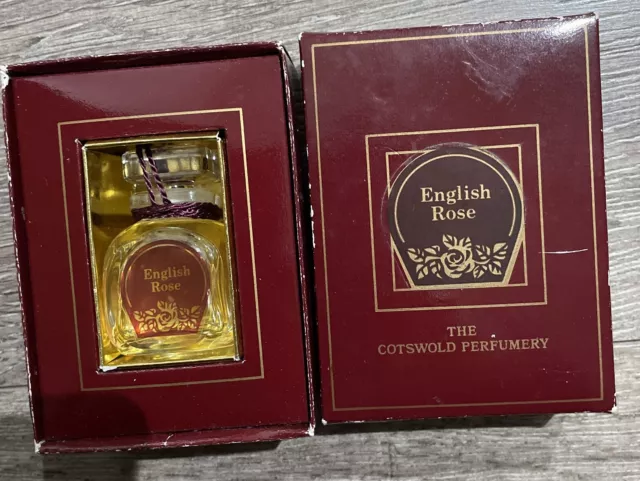 English
Rose
English
Rose
THE
COTSWOLD PERFUMERY